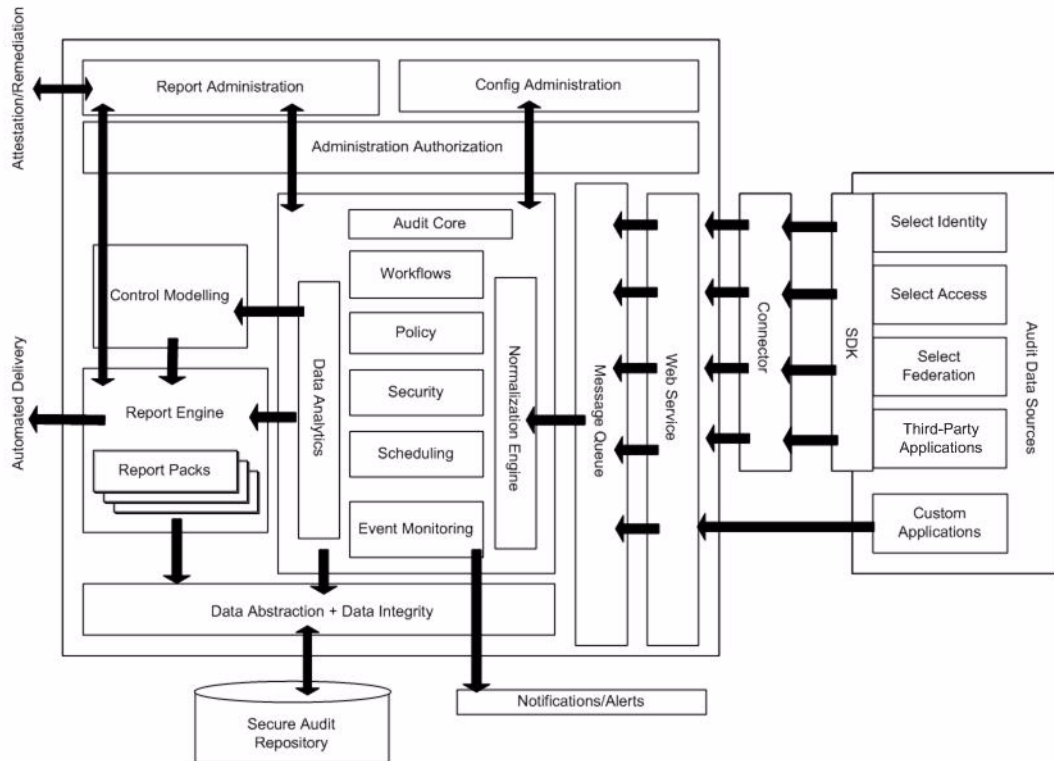 Attestation/Remediation
Report Administration
Config Administration
Administration Authorization
Audit Core
Workflows
Policy
Security
Scheduling
Event Monitoring
Control Modelling
Data Analytics
Normalization Engine
Automated Delivery
Report Engine
Report Packs
Message Queue
Web Service
Connector
SDK
Select Identity
Select Access
Select
Federation
Third-Party
Applications
Custom
Applications
Audit Data Sources
Data Abstraction + Data Integrity
Secure Audit
Repository
Notifications/Alerts